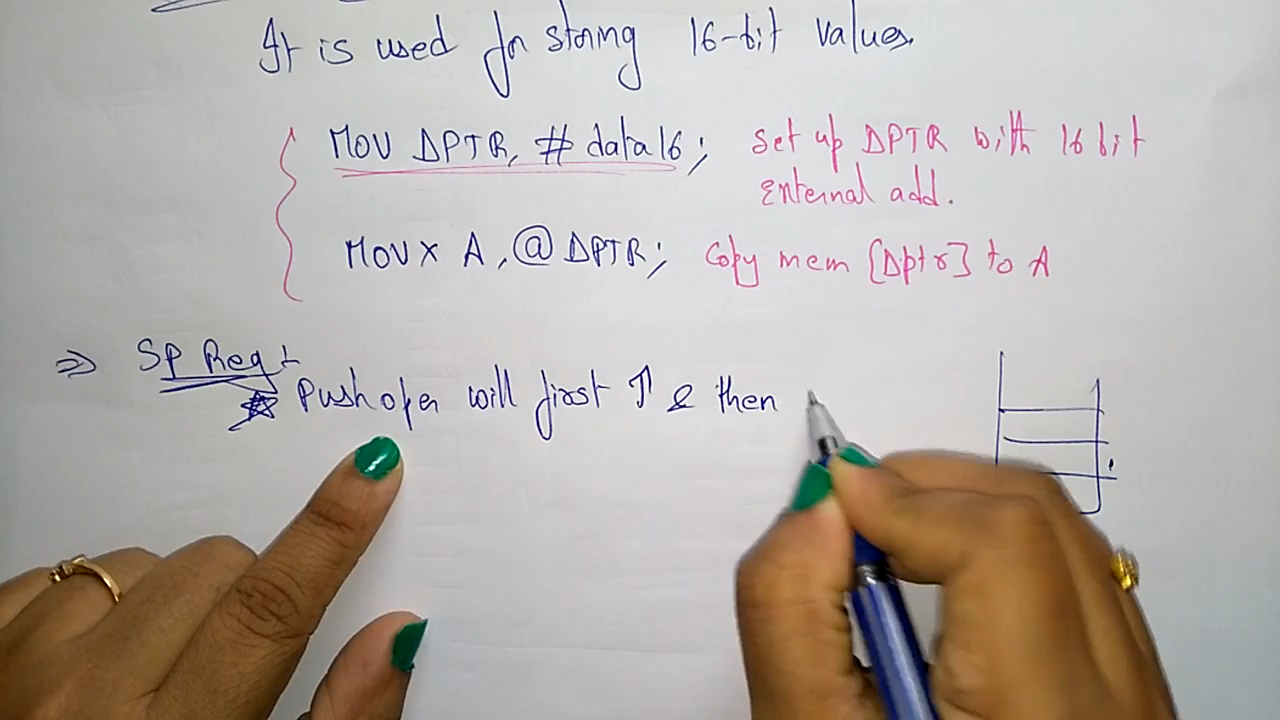 It is used for storing 16-bit values.
MOV DPTR, # data16; Set up DPTR with 16 bit
External add.
MOVX A, @ DPTR; Copy mem [Dptr] to A
⇒ SP Reg :-
Push oper will first ↑ & then